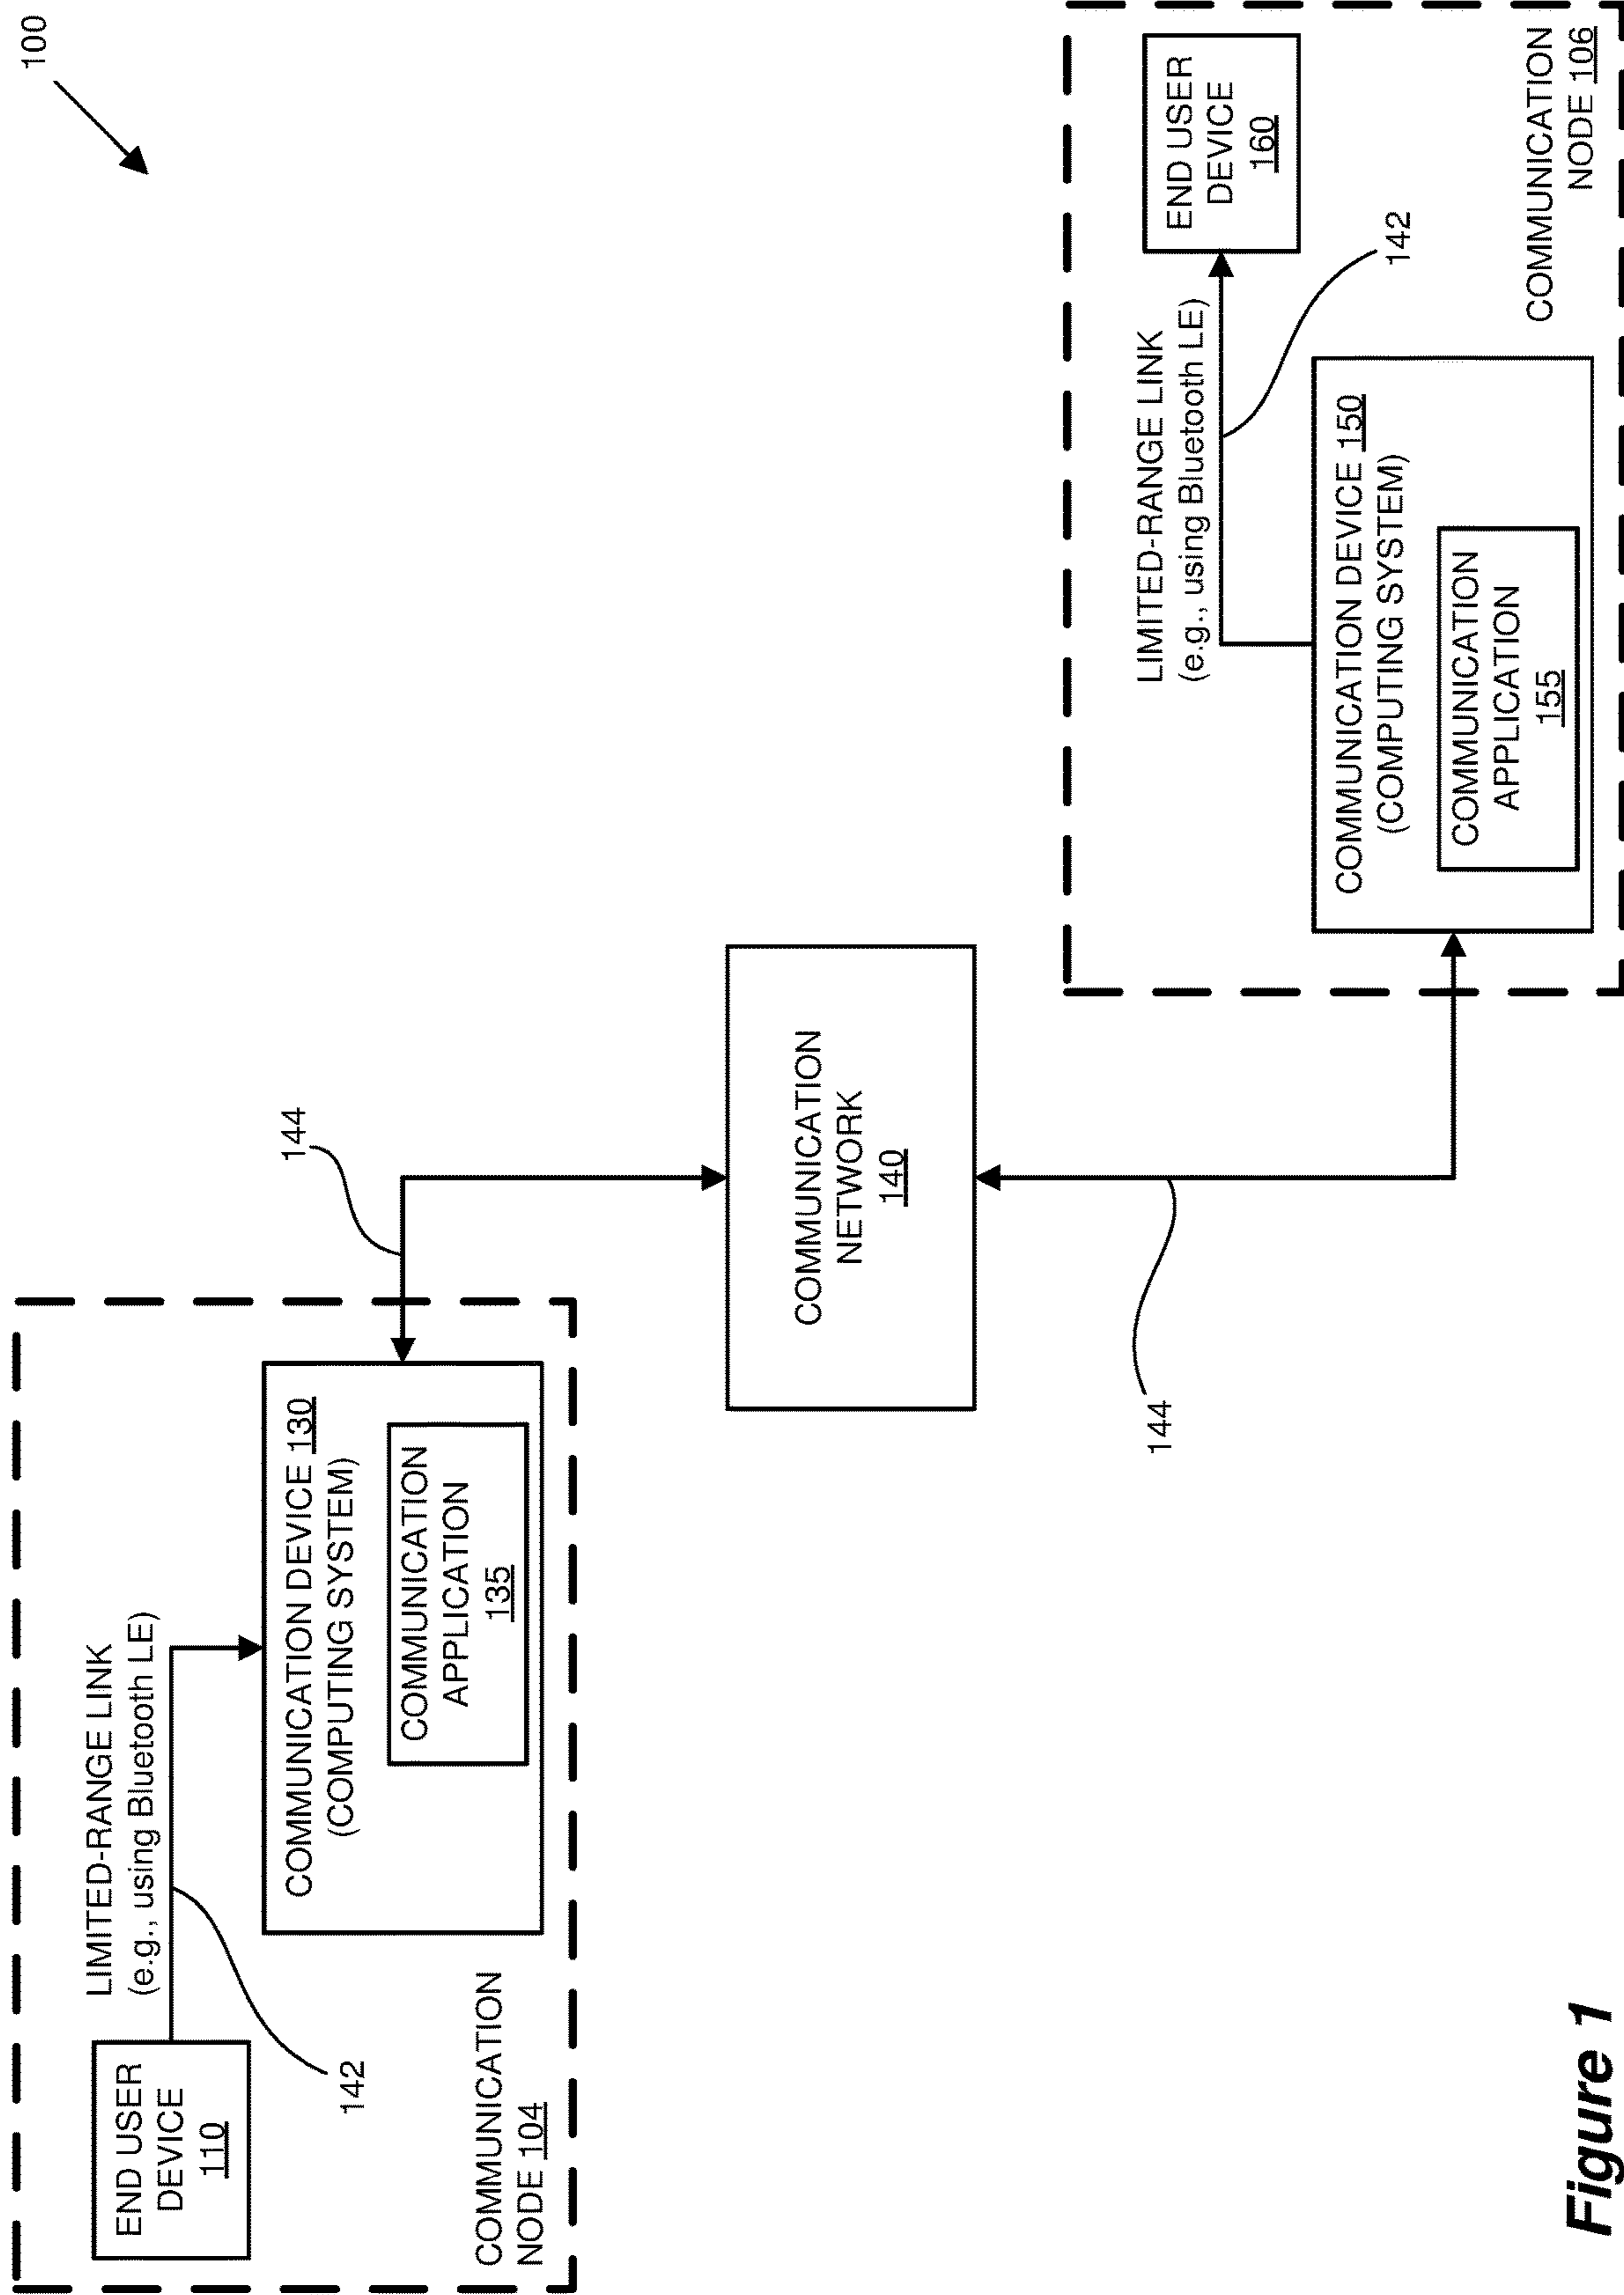 100
END USER
DEVICE
110
LIMITED-RANGE LINK
(e.g., using Bluetooth LE)
142
COMMUNICATION DEVICE 130
(COMPUTING SYSTEM)
COMMUNICATION
APPLICATION
135
COMMUNICATION
NODE 104
144
COMMUNICATION
NETWORK
140
144
LIMITED-RANGE LINK
(e.g., using Bluetooth LE)
END USER
DEVICE
160
142
COMMUNICATION DEVICE 150
(COMPUTING SYSTEM)
COMMUNICATION
APPLICATION
155
COMMUNICATION
NODE 106
Figure 1